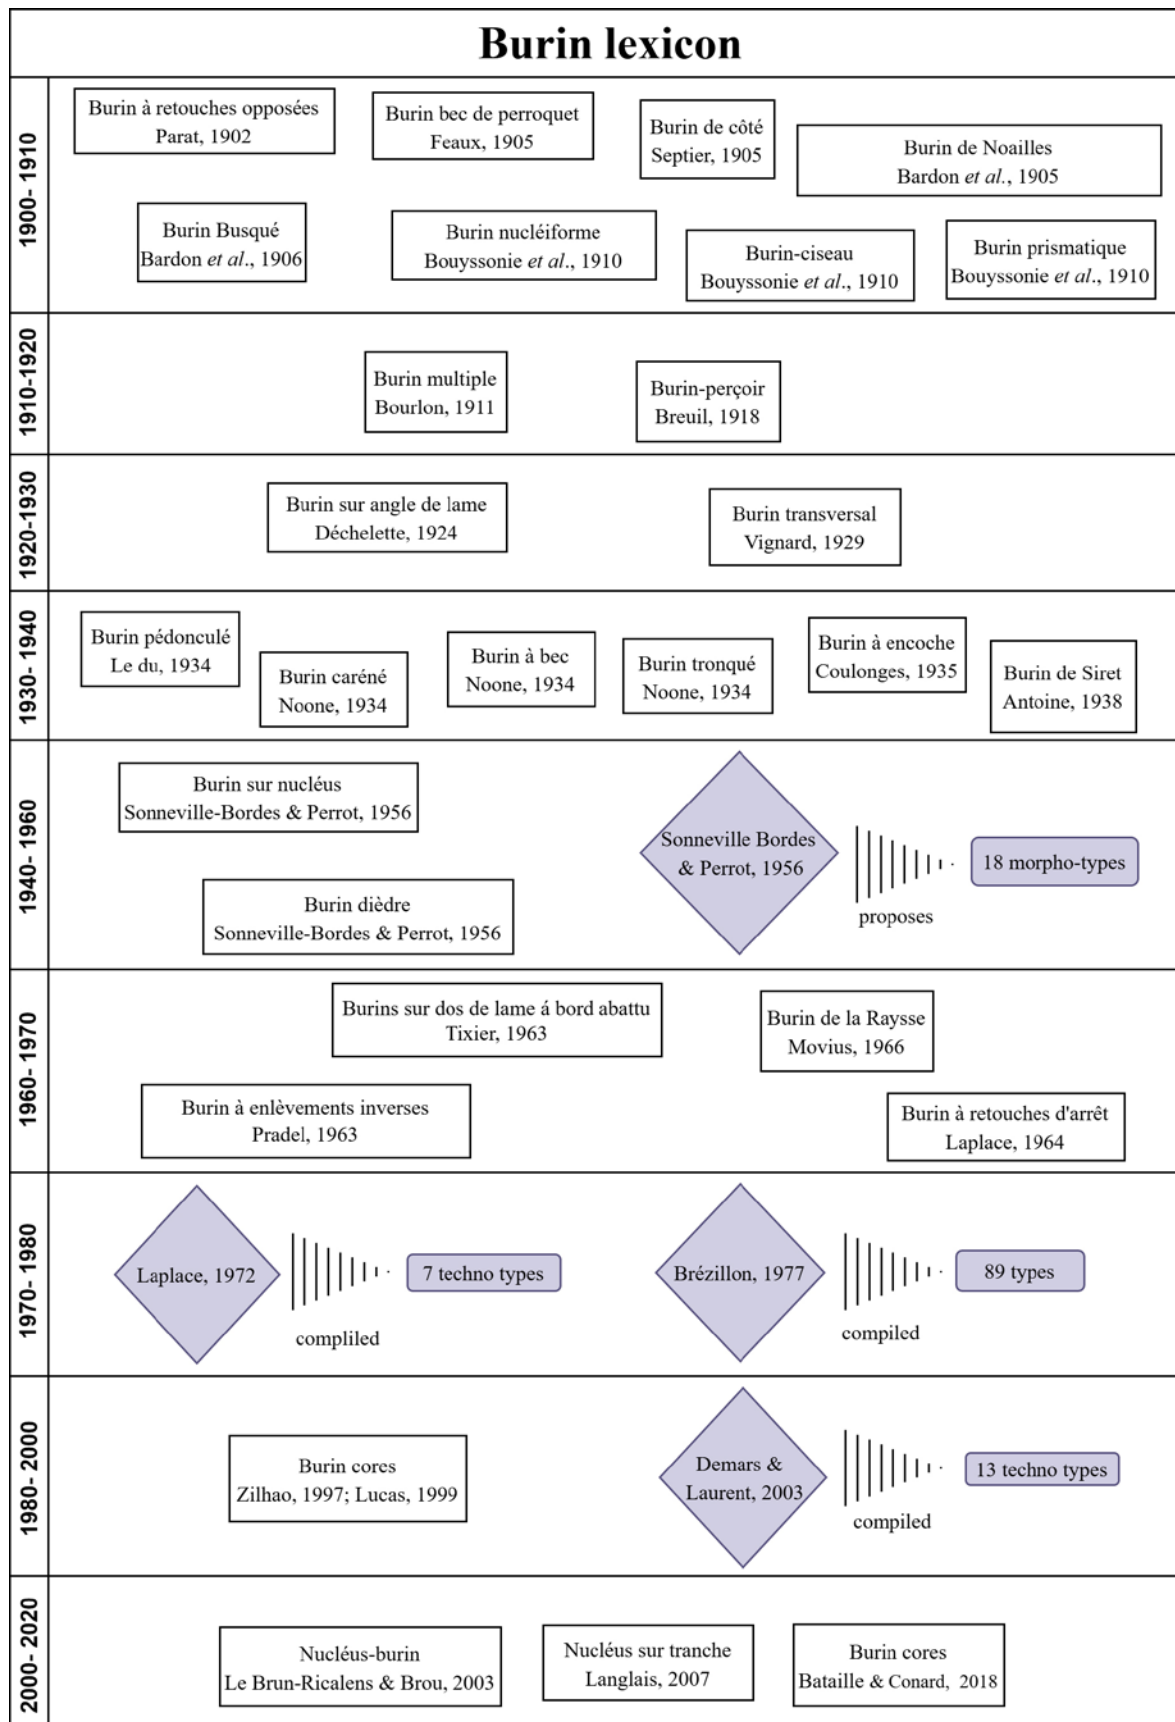 Burin lexicon
1900- 1910
Burin à retouches opposées
Parat, 1902
Burin bec de perroquet
Feaux, 1905
Burin de côté
Septier, 1905
Burin de Noailles
Bardon et al., 1905
Burin Busqué
Bardon et al., 1906
Burin nucléiforme
Bouyssonie et al., 1910
Burin-ciseau
Bouyssonie et al., 1910
Burin prismatique
Bouyssonie et al., 1910
1910-1920
Burin multiple
Bourlon, 1911
Burin-perçoir
Breuil, 1918
1920-1930
Burin sur angle de lame
Déchelette, 1924
Burin transversal
Vignard, 1929
1930- 1940
Burin pédonculé
Le du, 1934
Burin caréné
Noone, 1934
Burin à bec
Noone, 1934
Burin tronqué
Noone, 1934
Burin à encoche
Coulonges, 1935
Burin de Siret
Antoine, 1938
1940- 1960
Burin sur nucléus
Sonneville-Bordes & Perrot, 1956
Burin dièdre
Sonneville-Bordes & Perrot, 1956
Sonneville Bordes
& Perrot, 1956
proposes
18 morpho-types
1960- 1970
Burins sur dos de lame á bord abattu
Tixier, 1963
Burin de la Raysse
Movius, 1966
Burin à enlèvements inverses
Pradel, 1963
Burin à retouches d'arrêt
Laplace, 1964
1970- 1980
Laplace, 1972
compliled
7 techno types
Brézillon, 1977
compiled
89 types
1980- 2000
Burin cores
Zilhao, 1997; Lucas, 1999
Demars &
Laurent, 2003
compiled
13 techno types
2000- 2020
Nucléus-burin
Le Brun-Ricalens & Brou, 2003
Nucléus sur tranche
Langlais, 2007
Burin cores
Bataille & Conard, 2018